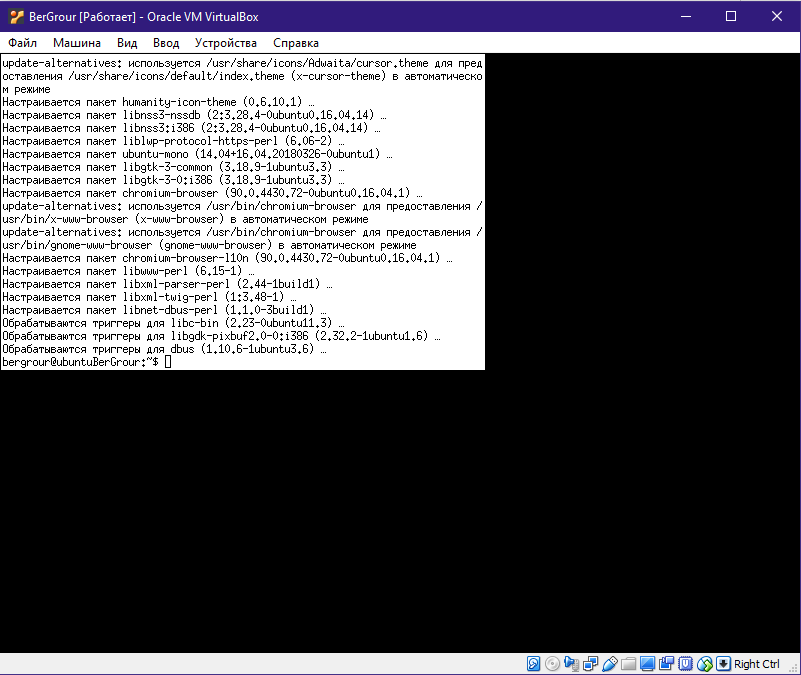 BerGrour [Работает] - Oracle VM VirtualBox
Файл Машина Вид Ввод Устройства Справка
update-alternatives: используется /usr/share/icons/Adwaita/cursor.theme для пред
оставления /usr/share/icons/default/index.theme (x-cursor-theme) в автоматическо
м режиме
Настраивается пакет humanity-icon-theme (0.6.10.1) …
Настраивается пакет libnss3-nssdb (2:3.28.4-0ubuntu0.16.04.14) …
Настраивается пакет libnss3:i386 (2:3.28.4-0ubuntu0.16.04.14) …
Настраивается пакет liblwp-protocol-https-perl (6.06-2) …
Настраивается пакет ubuntu-mono (14.04+16.04.20180326-0ubuntu1) …
Настраивается пакет libgtk-3-common (3.18.9-1ubuntu3.3) …
Настраивается пакет libgtk-3-0:i386 (3.18.9-1ubuntu3.3) …
Настраивается пакет chromium-browser (90.0.4430.72-0ubuntu0.16.04.1) …
update-alternatives: используется /usr/bin/chromium-browser для предоставления /
usr/bin/x-www-browser (x-www-browser) в автоматическом режиме
update-alternatives: используется /usr/bin/chromium-browser для предоставления /
usr/bin/gnome-www-browser (gnome-www-browser) в автоматическом режиме
Настраивается пакет chromium-browser-l10n (90.0.4430.72-0ubuntu0.16.04.1) …
Настраивается пакет libwww-perl (6.15-1) …
Настраивается пакет libxml-parser-perl (2.44-1build1) …
Настраивается пакет libxml-twig-perl (1:3.48-1) …
Настраивается пакет libnet-dbus-perl (1.1.0-3build1) …
Обрабатываются триггеры для libc-bin (2.23-0ubuntu11.3) …
Обрабатываются триггеры для libgdk-pixbuf2.0-0:i386 (2.32.2-1ubuntu1.6) …
Обрабатываются триггеры для dbus (1.10.6-1ubuntu3.6) …
bergrour@ubuntuBerGrour:~$
Right Ctrl